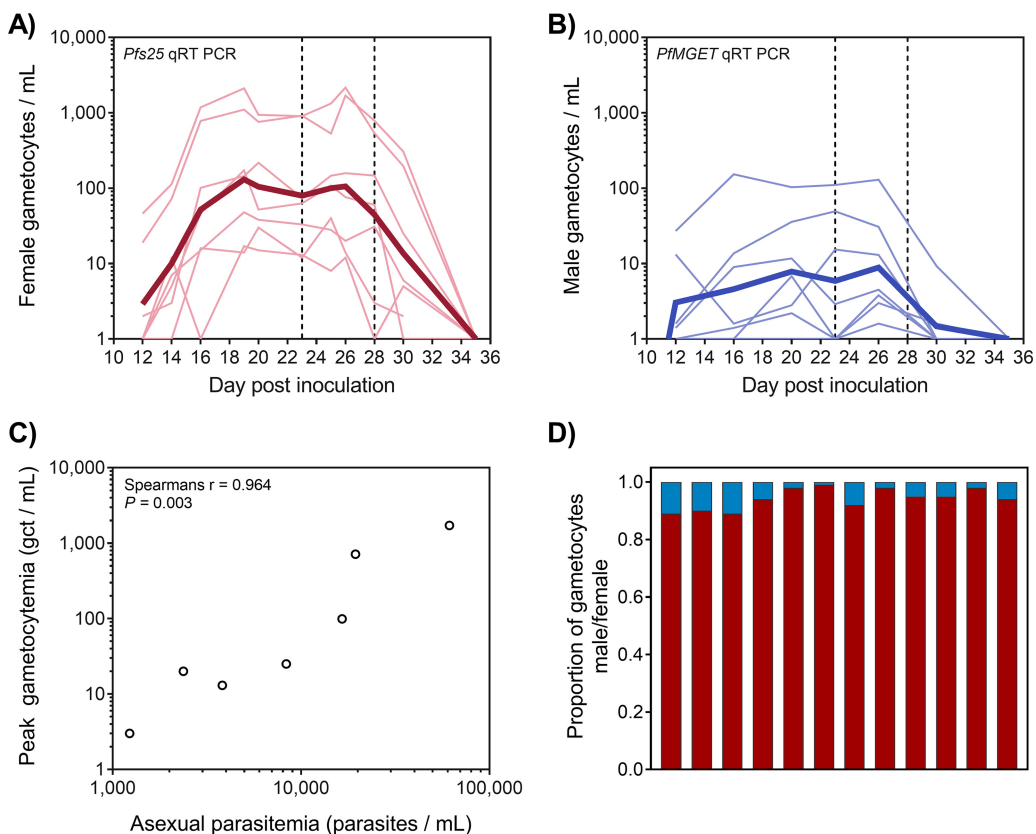 A)
10,000
1,000
100
10
1
Female gametocytes / mL
Pfs25 qRT PCR
10 12 14 16 18 20 22 24 26 28 30 32 34 36
Day post inoculation
B)
10,000
1,000
100
10
1
Male gametocytes / mL
PfMGET qRT PCR
10 12 14 16 18 20 22 24 26 28 30 32 34 36
Day post inoculation
C)
10,000
1,000
100
10
1
Peak gametocytemia (gct / mL)
Spearmans r = 0.964
P = 0.003
1,000 10,000 100,000
Asexual parasitemia (parasites / mL)
D)
1.0
0.8
0.6
0.4
0.2
0.0
Proportion of gametocytes
male/female